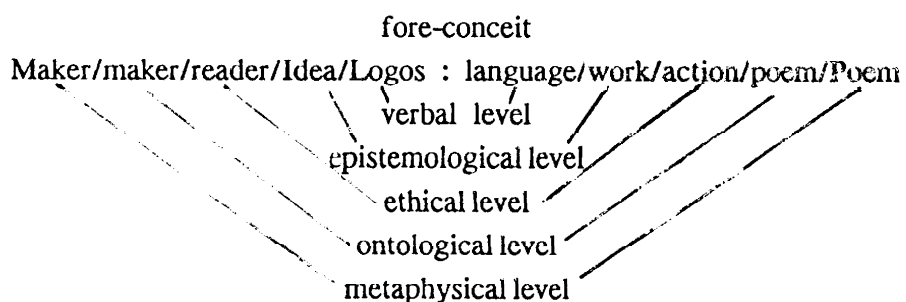 fore-conceit
Maker/maker/reader/Idea/Logos : language/work/action/poem/Poem
verbal level
epistemological level
ethical level
ontological level
metaphysical level